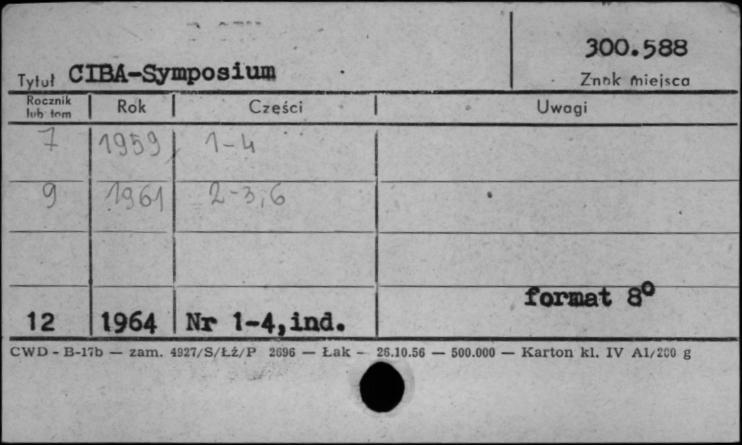 300.588
Tytuł CIBA-Symposium
Znak miejsca
Rocznik lub tom | Rok | Części | Uwagi
7 1959 1-4
9 1961 2-3,6
format 8º
12 1964 Nr 1-4,ind.
CWD - B-17b — zam. 4927/S/Łż/P 2696 — Łak - 26.10.56 — 500.000 — Karton kl. IV A1/200 g